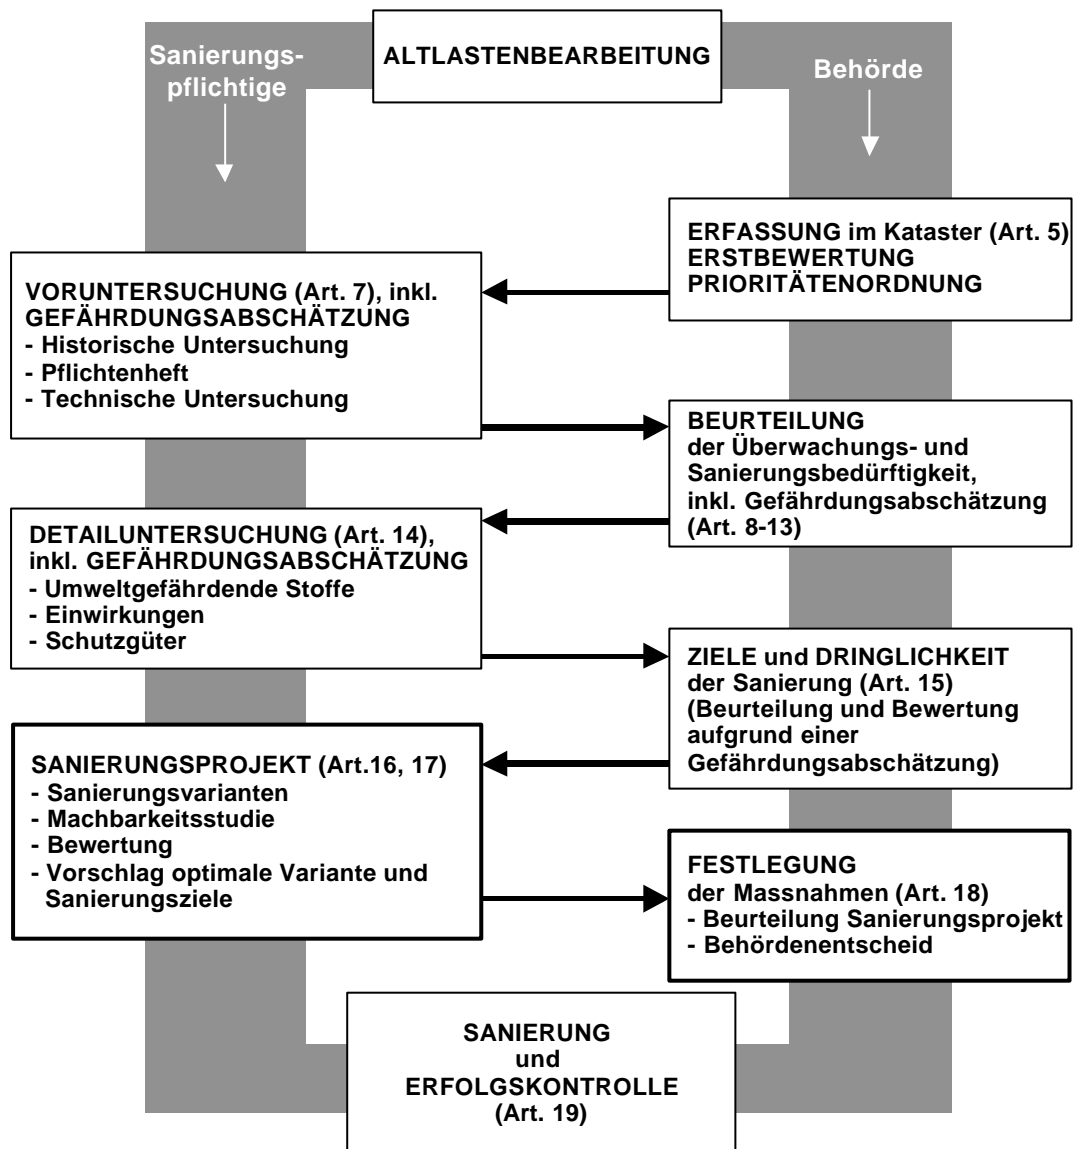 ALTLASTENBEARBEITUNG
Sanierungs-
pflichtige
Behörde
ERFASSUNG im Kataster (Art. 5)
ERSTBEWERTUNG
PRIORITÄTENORDNUNG
VORUNTERSUCHUNG (Art. 7), inkl.
GEFÄHRDUNGSABSCHÄTZUNG
- Historische Untersuchung
- Pflichtenheft
- Technische Untersuchung
BEURTEILUNG
der Überwachungs- und
Sanierungsbedürftigkeit,
inkl. Gefährdungsabschätzung
(Art. 8-13)
DETAILUNTERSUCHUNG (Art. 14),
inkl. GEFÄHRDUNGSABSCHÄTZUNG
- Umweltgefährdende Stoffe
- Einwirkungen
- Schutzgüter
ZIELE und DRINGLICHKEIT
der Sanierung (Art. 15)
(Beurteilung und Bewertung
aufgrund einer
Gefährdungsabschätzung)
SANIERUNGSPROJEKT (Art.16, 17)
- Sanierungsvarianten
- Machbarkeitsstudie
- Bewertung
- Vorschlag optimale Variante und
Sanierungsziele
FESTLEGUNG
der Massnahmen (Art. 18)
- Beurteilung Sanierungsprojekt
- Behördenentscheid
SANIERUNG
und
ERFOLGSKONTROLLE
(Art. 19)